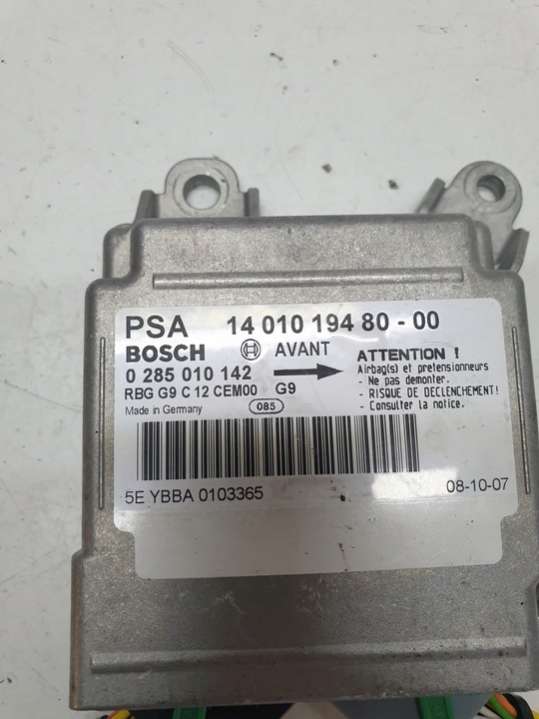 PSA 14 010 194 80 - 00
BOSCH AVANT
0 285 010 142
RBG G9 C 12 CEM00 G9
Made in Germany 085
ATTENTION !
Airbag(s) et pretensionneurs
- Ne pas demonter.
- RISQUE DE DECLENCHEMENT!
- Consulter la notice.
5E YBBA 0103365 08-10-07